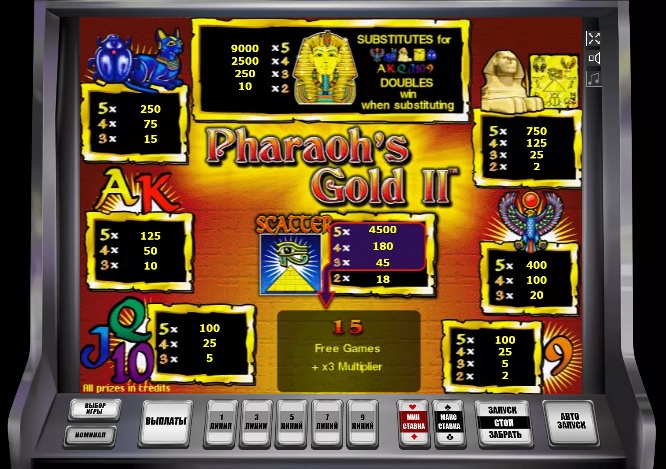 9000 x5
2500 x4
250 x3
10 x2
SUBSTITUTES for
A K Q J 10 9
DOUBLES
win
when substituting
5x 250
4x 75
3x 15
5x 750
4x 125
3x 25
2x 2
Pharaoh's
Gold II™
A K
5x 125
4x 50
3x 10
SCATTER
5x 4500
4x 180
3x 45
2x 18
5x 400
4x 100
3x 20
Q
J 10
5x 100
4x 25
3x 5
15
Free Games
+ x3 Multiplier
5x 100
4x 25
3x 5
2x 2
9
All prizes in credits
ВЫБОР
ИГРЫ
НОМИНАЛ
ВЫПЛАТЫ
1
ЛИНИЯ
3
ЛИНИИ
5
ЛИНИЙ
7
ЛИНИЙ
9
ЛИНИЙ
МИН
СТАВКА
МАКС
СТАВКА
ЗАПУСК
СТОП
ЗАБРАТЬ
АВТО
ЗАПУСК